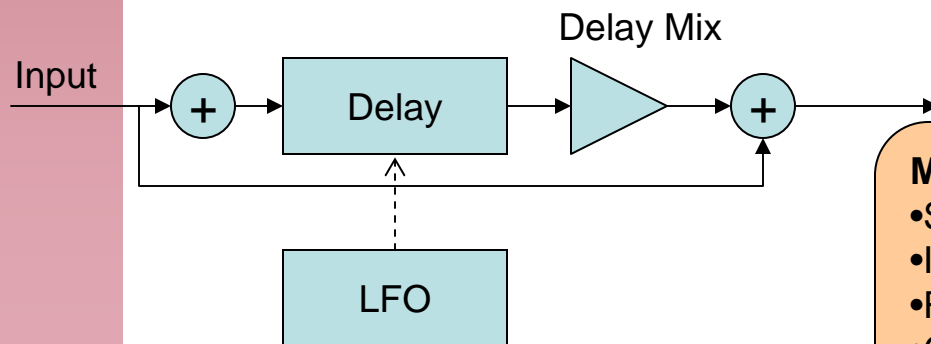 Delay Mix
Input
+
Delay
+
LFO